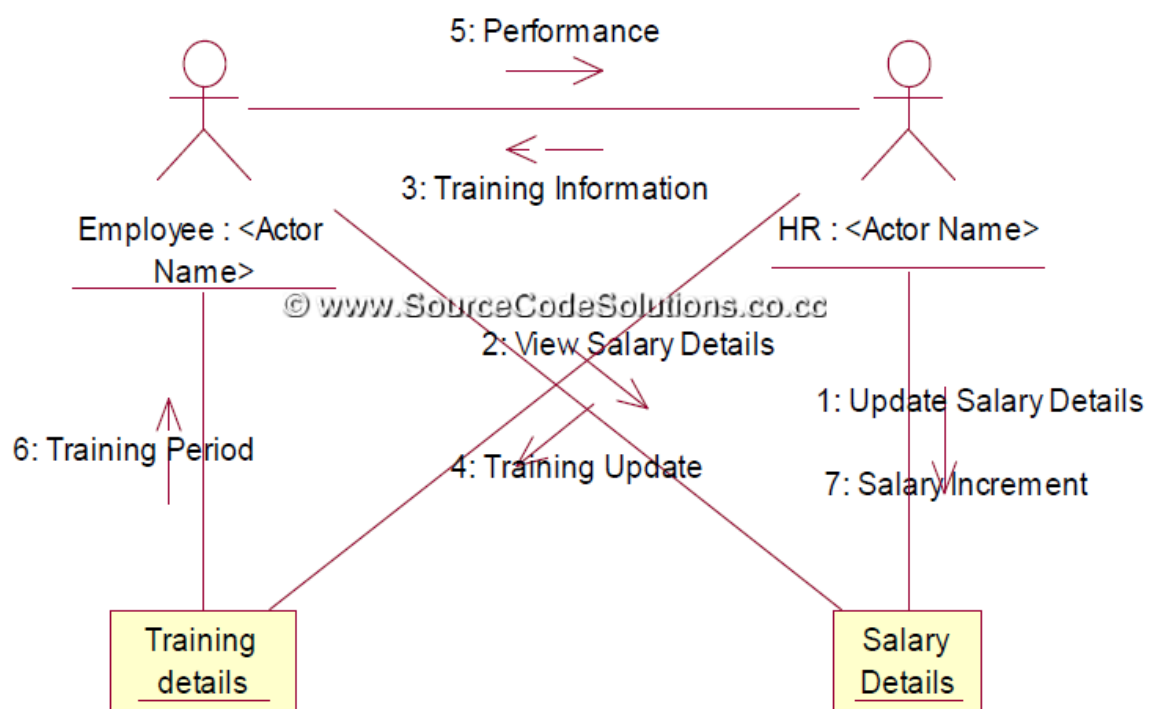 5: Performance
3: Training Information
Employee : <Actor
Name>
HR : <Actor Name>
© www.SourceCodeSolutions.co.cc
2: View Salary Details
1: Update Salary Details
6: Training Period
4: Training Update
7: Salary Increment
Training
details
Salary
Details